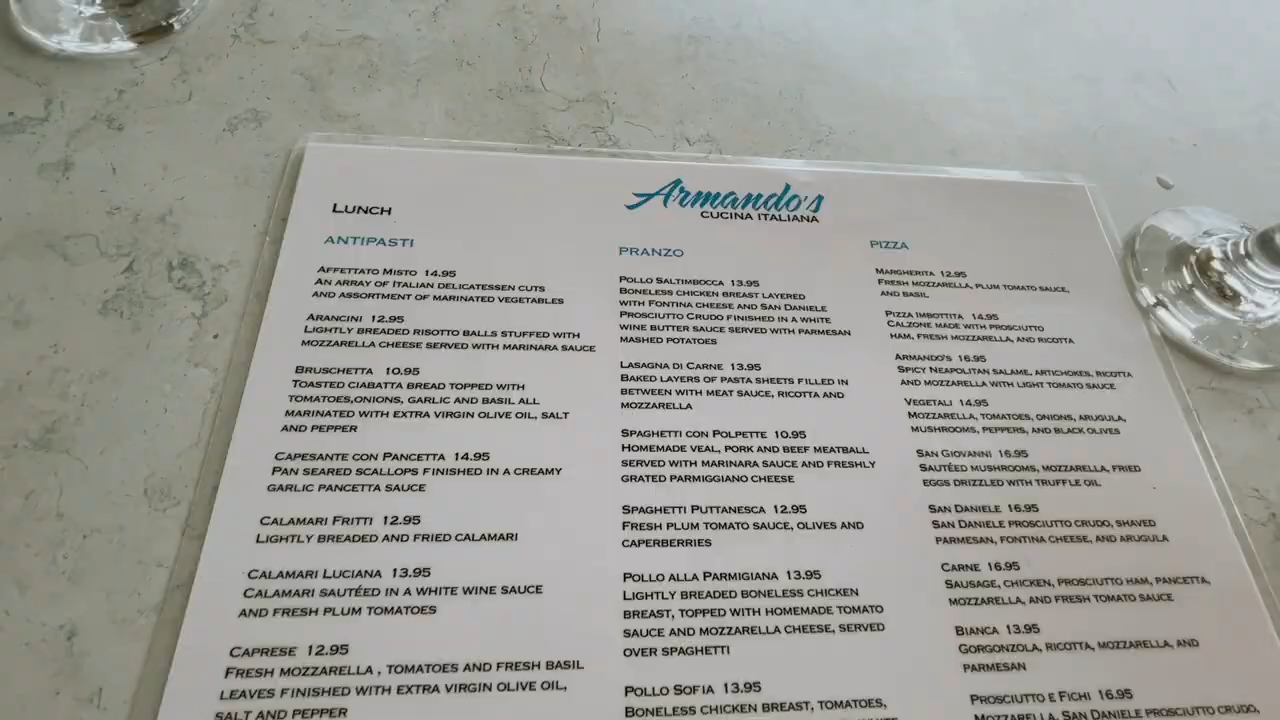 Armando's
CUCINA ITALIANA
LUNCH
ANTIPASTI
AFFETTATO MISTO 14.95
AN ARRAY OF ITALIAN DELICATESSEN CUTS
AND ASSORTMENT OF MARINATED VEGETABLES
ARANCINI 12.95
LIGHTLY BREADED RISOTTO BALLS STUFFED WITH
MOZZARELLA CHEESE SERVED WITH MARINARA SAUCE
BRUSCHETTA 10.95
TOASTED CIABATTA BREAD TOPPED WITH
TOMATOES,ONIONS, GARLIC AND BASIL ALL
MARINATED WITH EXTRA VIRGIN OLIVE OIL, SALT
AND PEPPER
CAPESANTE CON PANCETTA 14.95
PAN SEARED SCALLOPS FINISHED IN A CREAMY
GARLIC PANCETTA SAUCE
CALAMARI FRITTI 12.95
LIGHTLY BREADED AND FRIED CALAMARI
CALAMARI LUCIANA 13.95
CALAMARI SAUTÉED IN A WHITE WINE SAUCE
AND FRESH PLUM TOMATOES
CAPRESE 12.95
FRESH MOZZARELLA , TOMATOES AND FRESH BASIL
LEAVES FINISHED WITH EXTRA VIRGIN OLIVE OIL,
SALT AND PEPPER
PRANZO
POLLO SALTIMBOCCA 13.95
BONELESS CHICKEN BREAST LAYERED
WITH FONTINA CHEESE AND SAN DANIELE
PROSCIUTTO CRUDO FINISHED IN A WHITE
WINE BUTTER SAUCE SERVED WITH PARMESAN
MASHED POTATOES
LASAGNA DI CARNE 13.95
BAKED LAYERS OF PASTA SHEETS FILLED IN
BETWEEN WITH MEAT SAUCE, RICOTTA AND
MOZZARELLA
SPAGHETTI CON POLPETTE 10.95
HOMEMADE VEAL, PORK AND BEEF MEATBALL
SERVED WITH MARINARA SAUCE AND FRESHLY
GRATED PARMIGGIANO CHEESE
SPAGHETTI PUTTANESCA 12.95
FRESH PLUM TOMATO SAUCE, OLIVES AND
CAPERBERRIES
POLLO ALLA PARMIGIANA 13.95
LIGHTLY BREADED BONELESS CHICKEN
BREAST, TOPPED WITH HOMEMADE TOMATO
SAUCE AND MOZZARELLA CHEESE, SERVED
OVER SPAGHETTI
POLLO SOFIA 13.95
BONELESS CHICKEN BREAST, TOMATOES,
PIZZA
MARGHERITA 12.95
FRESH MOZZARELLA, PLUM TOMATO SAUCE,
AND BASIL
PIZZA IMBOTTITA 14.95
CALZONE MADE WITH PROSCIUTTO
HAM, FRESH MOZZARELLA, AND RICOTTA
ARMANDO'S 16.95
SPICY NEAPOLITAN SALAME, ARTICHOKES, RICOTTA
AND MOZZARELLA WITH LIGHT TOMATO SAUCE
VEGETALI 14.95
MOZZARELLA, TOMATOES, ONIONS, ARUGULA,
MUSHROOMS, PEPPERS, AND BLACK OLIVES
SAN GIOVANNI 16.95
SAUTÉED MUSHROOMS, MOZZARELLA, FRIED
EGGS DRIZZLED WITH TRUFFLE OIL
SAN DANIELE 16.95
SAN DANIELE PROSCIUTTO CRUDO, SHAVED
PARMESAN, FONTINA CHEESE, AND ARUGULA
CARNE 16.95
SAUSAGE, CHICKEN, PROSCIUTTO HAM, PANCETTA,
MOZZARELLA, AND FRESH TOMATO SAUCE
BIANCA 13.95
GORGONZOLA, RICOTTA, MOZZARELLA, AND
PARMESAN
PROSCIUTTO E FICHI 16.95
MOZZARELLA, SAN DANIELE PROSCIUTTO CRUDO,